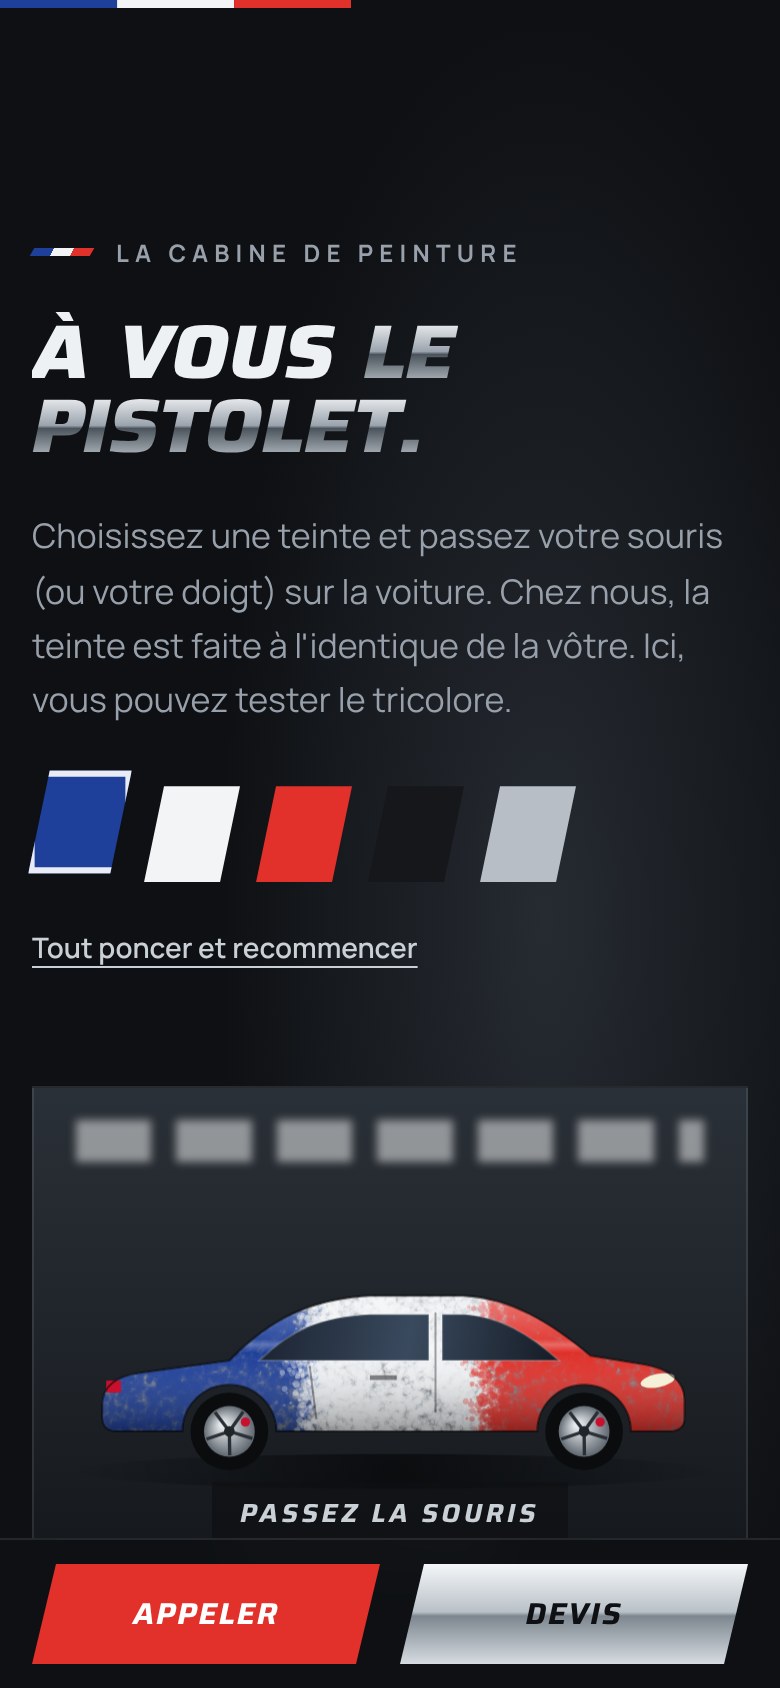 LA CABINE DE PEINTURE
À VOUS LE
PISTOLET.
Choisissez une teinte et passez votre souris
(ou votre doigt) sur la voiture. Chez nous, la
teinte est faite à l'identique de la vôtre. Ici,
vous pouvez tester le tricolore.
Tout poncer et recommencer
PASSEZ LA SOURIS
APPELER
DEVIS